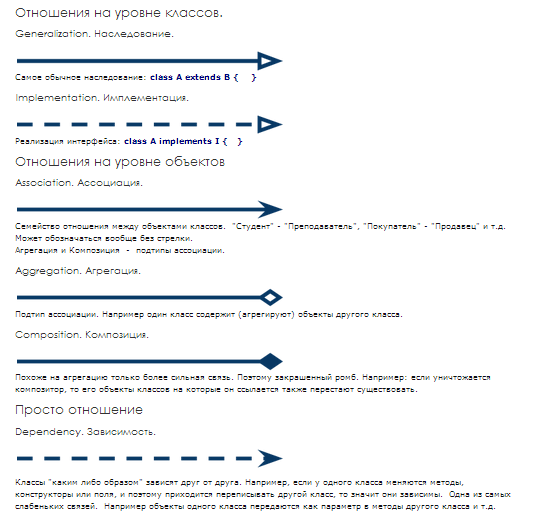 Отношения на уровне классов.
Generalization. Наследование.
Самое обычное наследование: class A extends B { }
Implementation. Имплементация.
Реализация интерфейса: class A implements I { }
Отношения на уровне объектов
Association. Ассоциация.
Семейство отношения между объектами классов. "Студент" - "Преподаватель", "Покупатель" - "Продавец" и т.д.
Может обозначаться вообще без стрелки.
Агрегация и Композиция - подтипы ассоциации.
Aggregation. Агрегация.
Подтип ассоциации. Например один класс содержит (агрегируют) объекты другого класса.
Composition. Композиция.
Похоже на агрегацию только более сильная связь. Поэтому закрашенный ромб. Например: если уничтожается
композитор, то его объекты классов на которые он ссылается также перестают существовать.
Просто отношение
Dependency. Зависимость.
Классы "каким либо образом" зависят друг от друга. Например, если у одного класса меняются методы,
конструкторы или поля, и поэтому приходится переписывать другой класс, то значит они зависимы. Одна из самых
слабеньких связей. Например объекты одного класса передаются как параметр в методы другого класса и т.д.